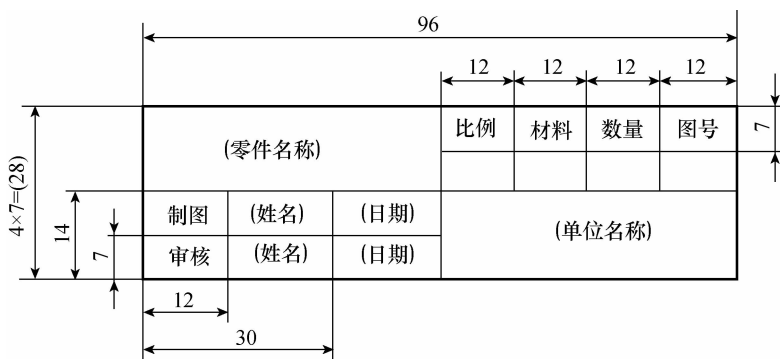 96
12 12 12 12
比例 材料 数量 图号 7
(零件名称)
4×7=(28)
14
制图 (姓名) (日期) (单位名称)
7
审核 (姓名) (日期)
12
30